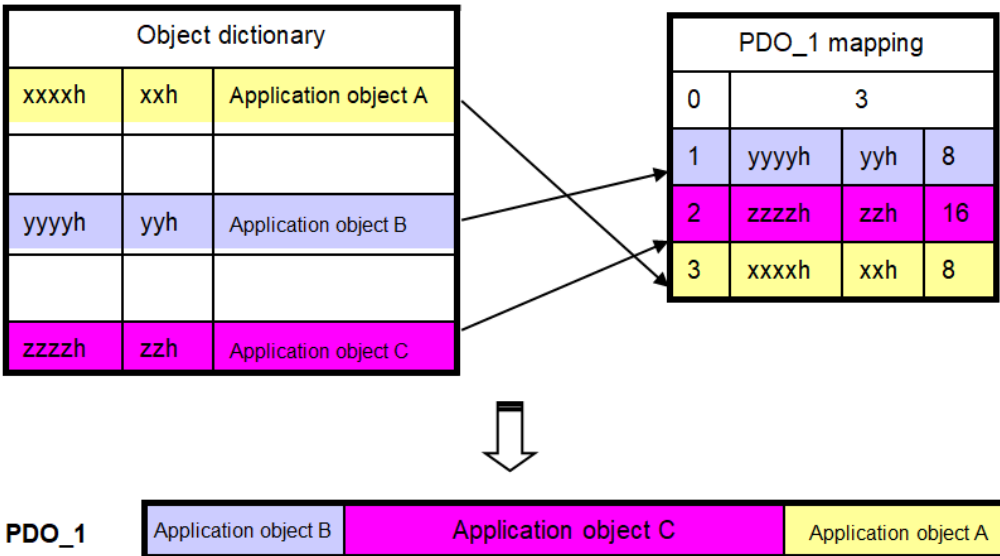 Object dictionary
xxxxh xxh Application object A
yyyyh yyh Application object B
zzzzh zzh Application object C
PDO_1 mapping
0 3
1 yyyyh yyh 8
2 zzzzh zzh 16
3 xxxxh xxh 8
PDO_1 Application object B Application object C Application object A